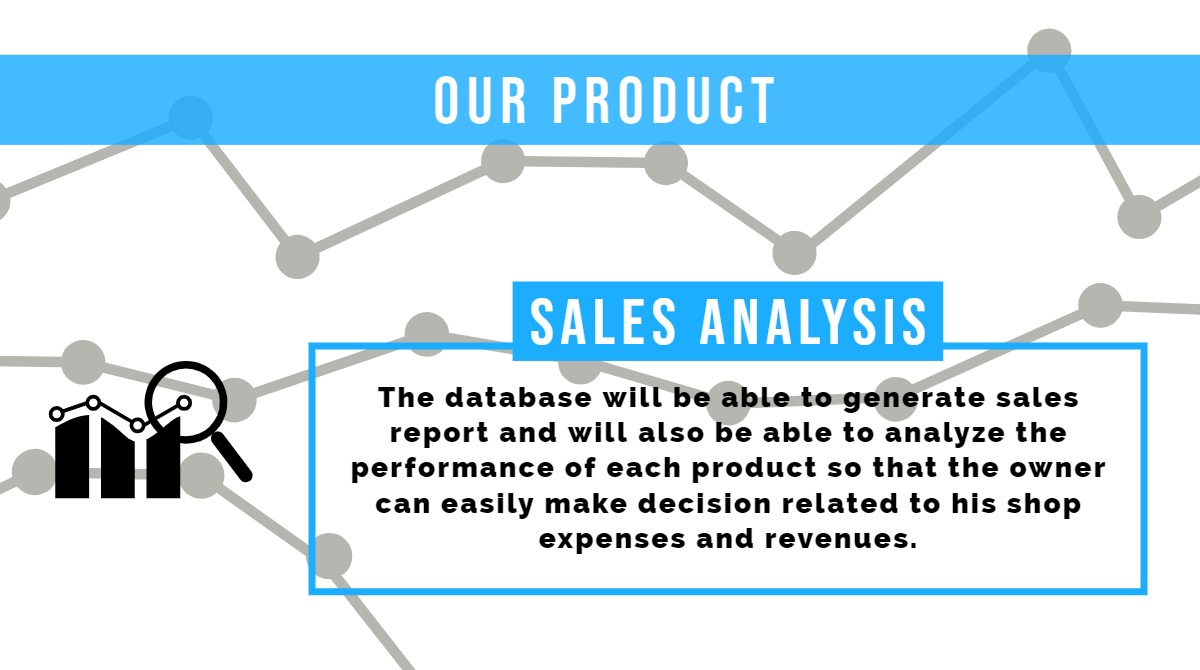 OUR PRODUCT
SALES ANALYSIS
The database will be able to generate sales
report and will also be able to analyze the
performance of each product so that the owner
can easily make decision related to his shop
expenses and revenues.